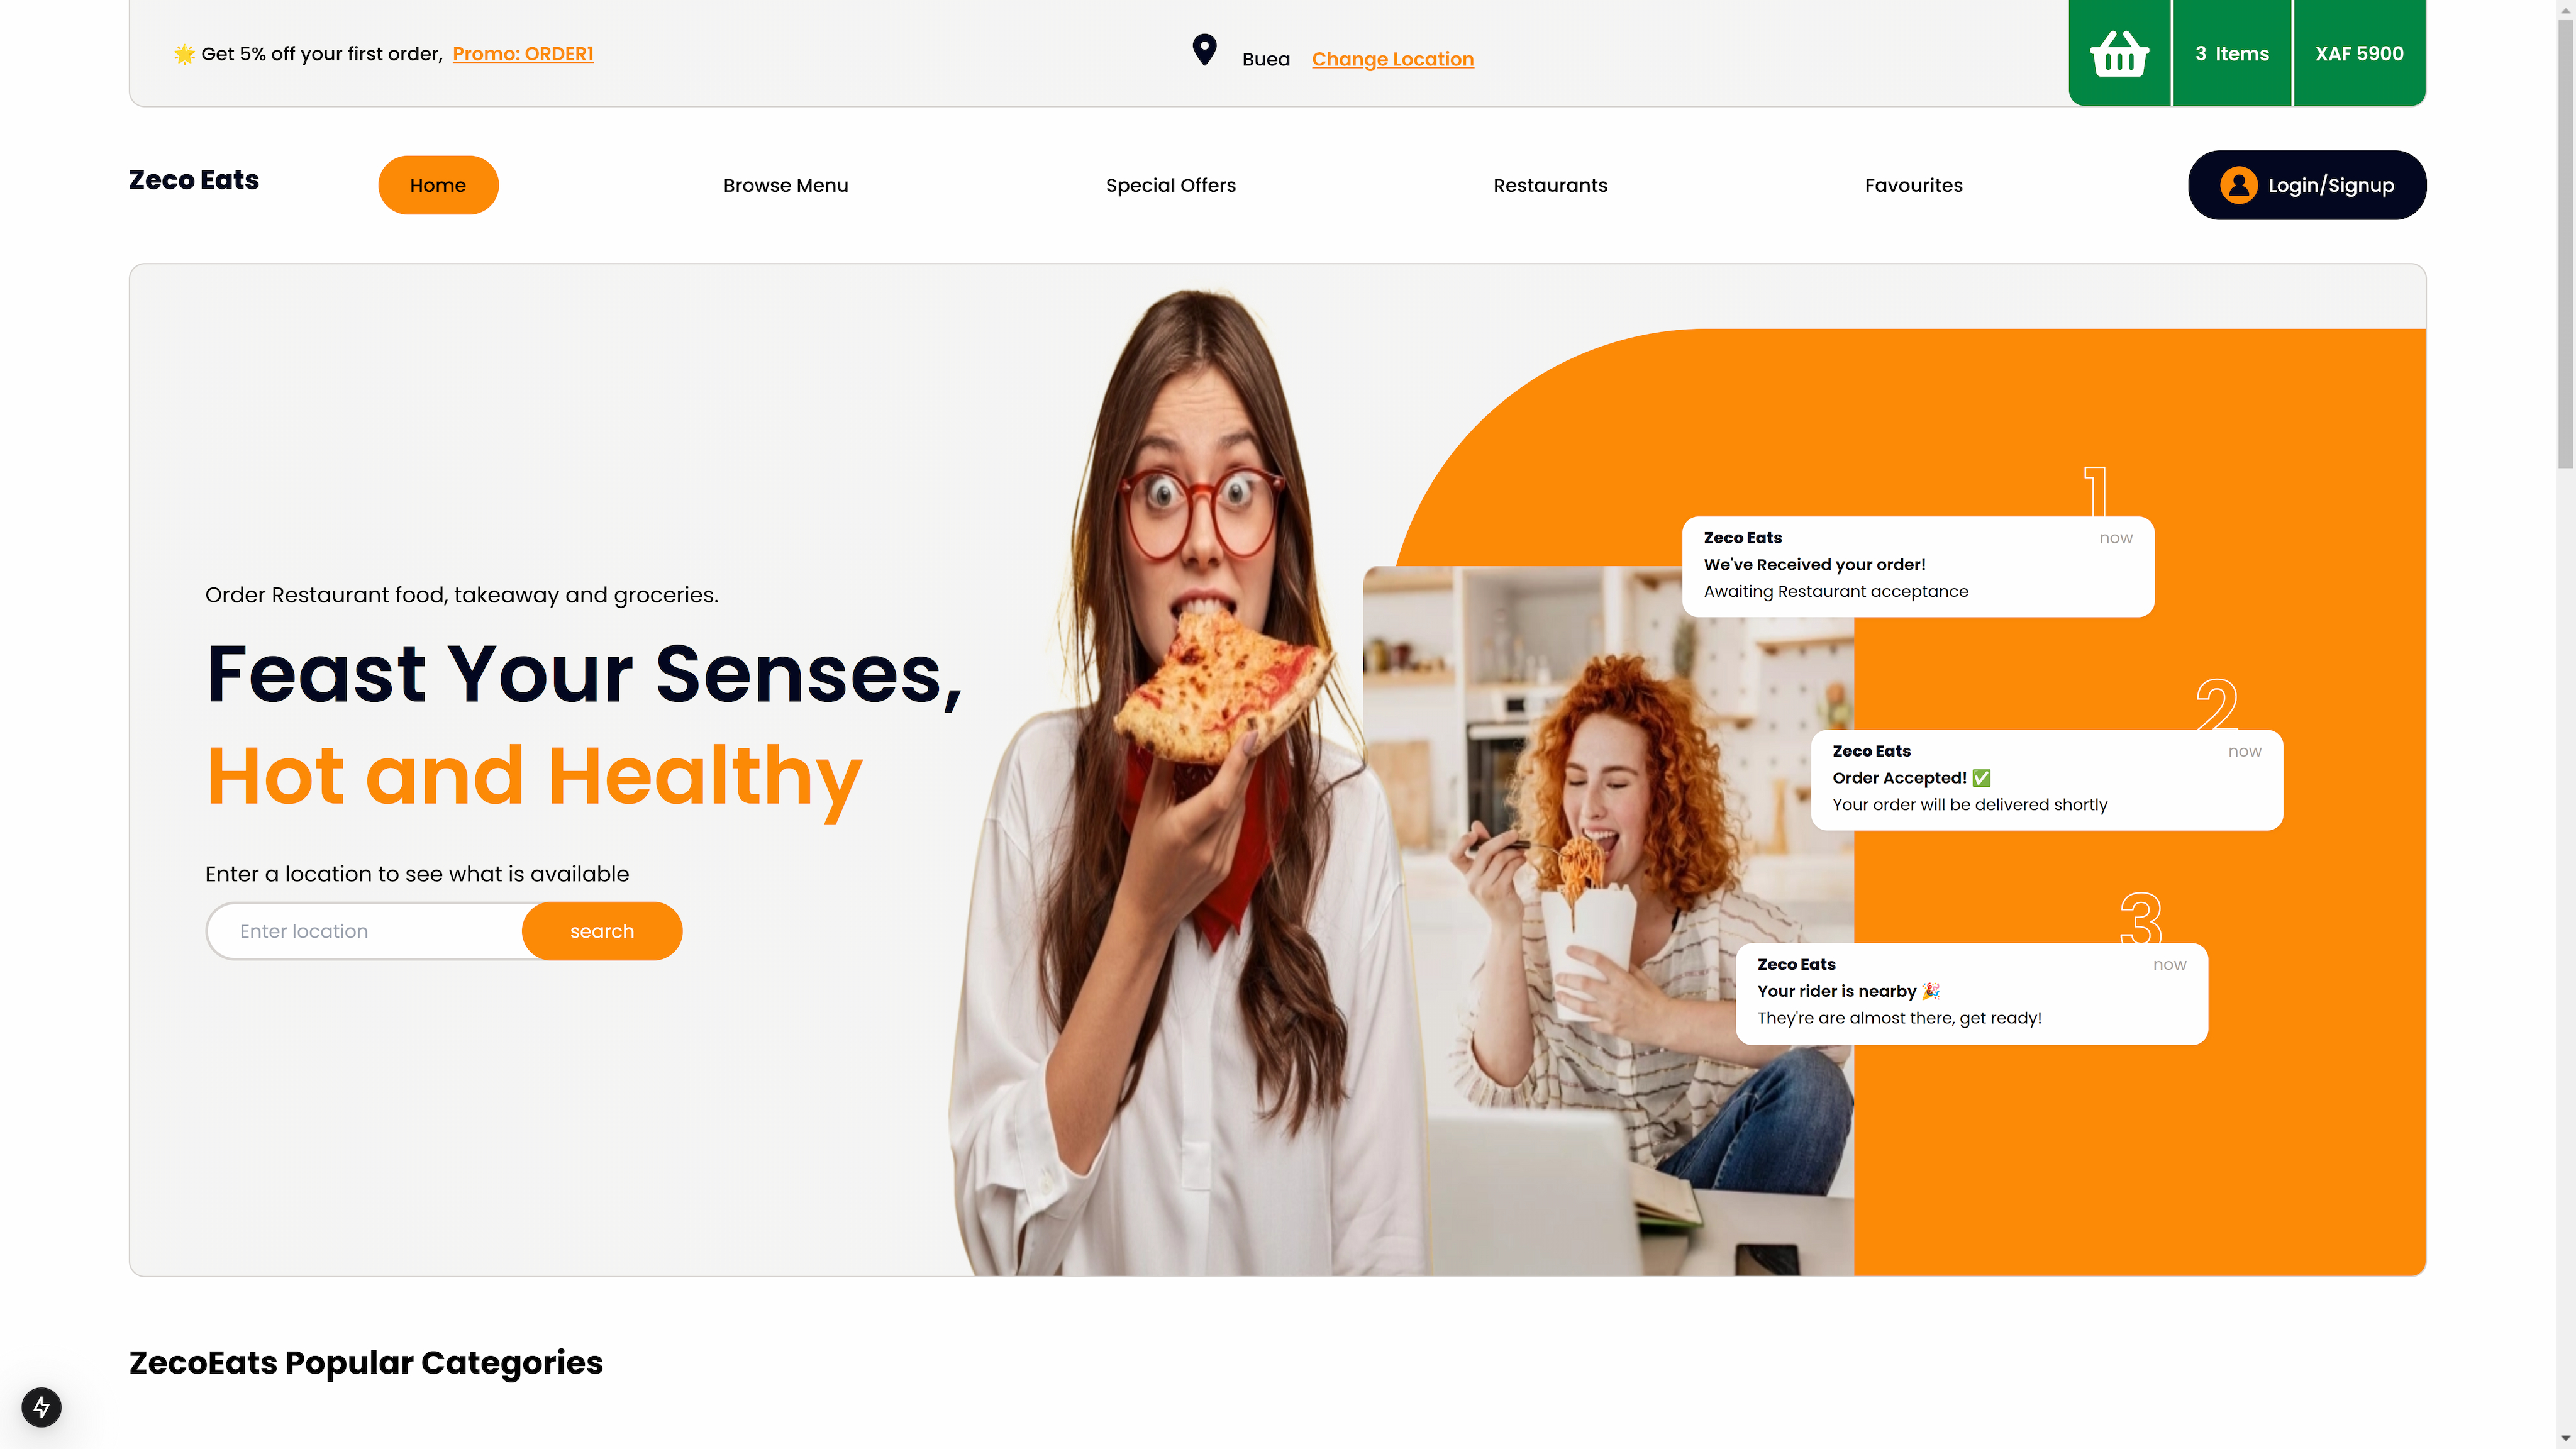 🌟 Get 5% off your first order, Promo: ORDER1
Buea Change Location
3 Items
XAF 5900
Zeco Eats
Home
Browse Menu
Special Offers
Restaurants
Favourites
Login/Signup
Order Restaurant food, takeaway and groceries.
Feast Your Senses,
Hot and Healthy
Enter a location to see what is available
Enter location
search
1
Zeco Eats now
We've Received your order!
Awaiting Restaurant acceptance
2
Zeco Eats now
Order Accepted! ✅
Your order will be delivered shortly
3
Zeco Eats now
Your rider is nearby 🎉
They're are almost there, get ready!
ZecoEats Popular Categories